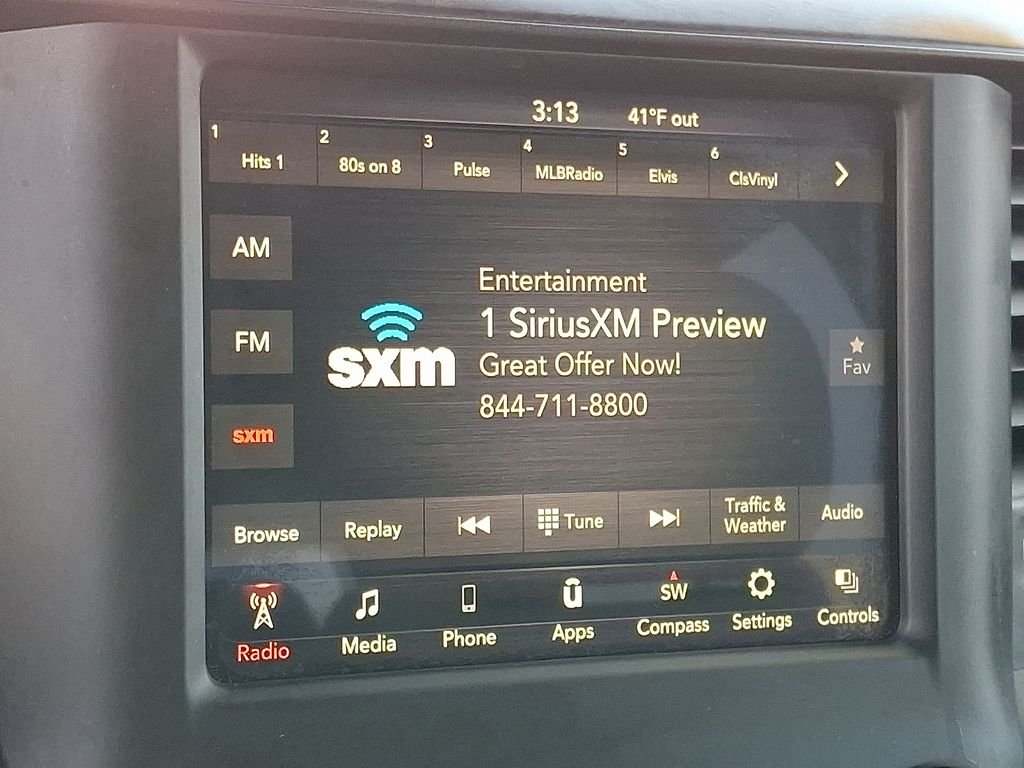 3:13 41°F out
1 Hits 1 2 80s on 8 3 Pulse 4 MLBRadio 5 Elvis 6 ClsVinyl
AM
Entertainment
1 SiriusXM Preview
FM
sxm
Great Offer Now!
Fav
844-711-8800
sxm
Browse Replay Tune Traffic & Weather Audio
SW
Radio Media Phone Apps Compass Settings Controls